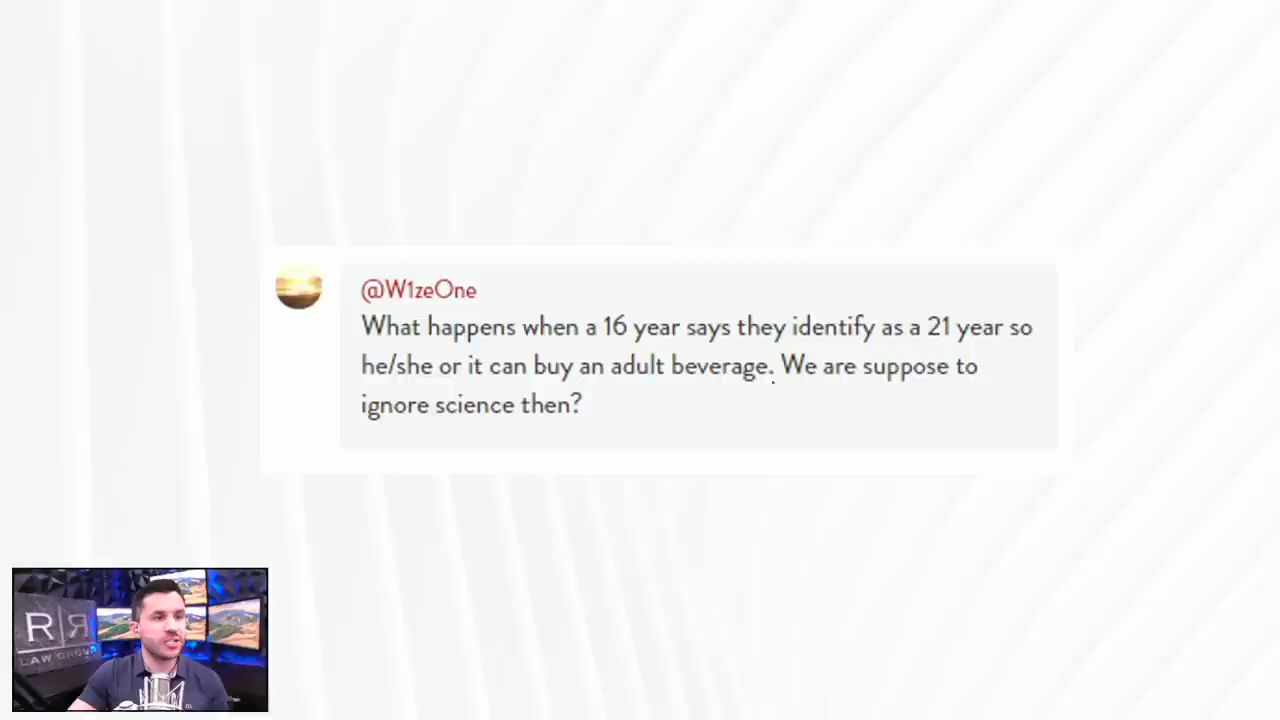 @W1zeOne
What happens when a 16 year says they identify as a 21 year so
he/she or it can buy an adult beverage. We are suppose to
ignore science then?
R|R
LAW GROUP